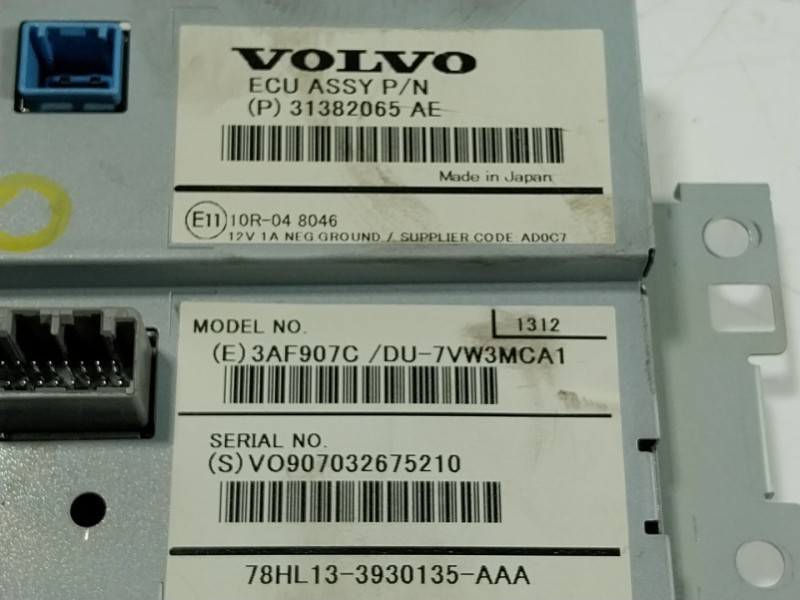 VOLVO
ECU ASSY P/N
(P) 31382065 AE
Made in Japan
E11 10R-04 8046
12V 1A NEG GROUND / SUPPLIER CODE AD0C7
MODEL NO. 1312
(E) 3AF907C /DU-7VW3MCA1
SERIAL NO.
(S) VO907032675210
78HL13-3930135-AAA